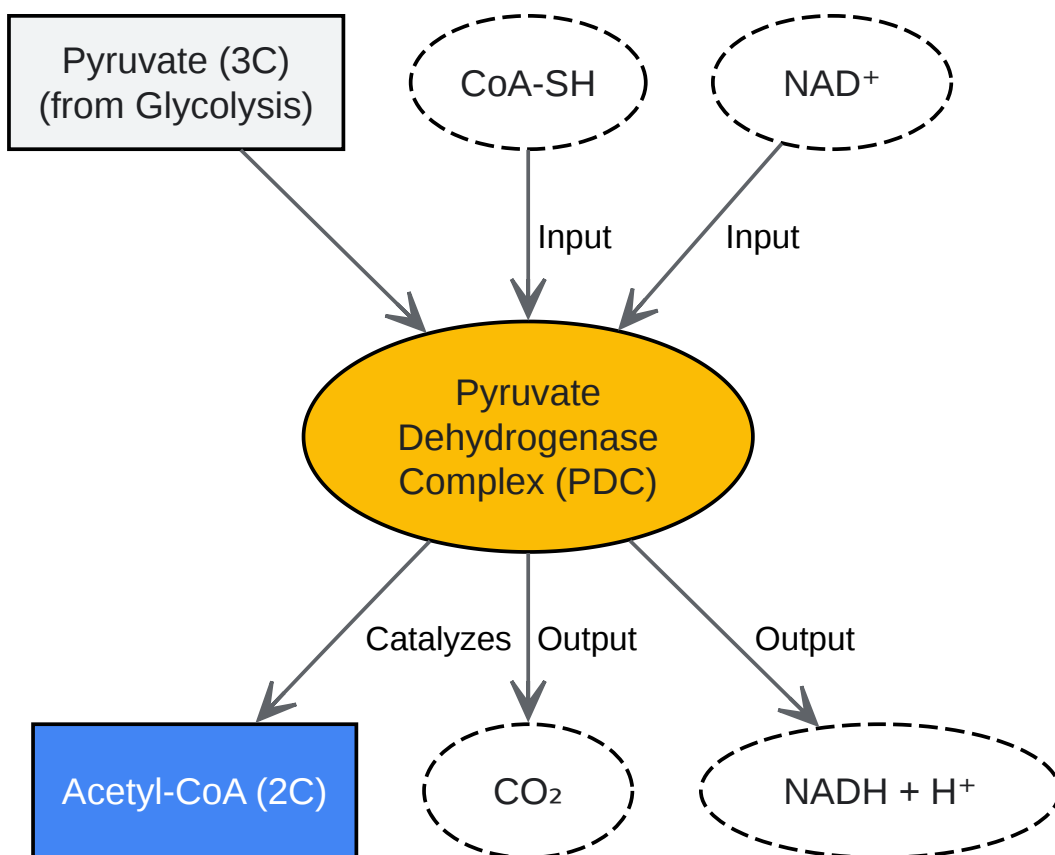 Pyruvate (3C)
(from Glycolysis)
CoA-SH
NAD⁺
Input
Input
Pyruvate
Dehydrogenase
Complex (PDC)
Catalyzes
Output
Output
Acetyl-CoA (2C)
CO₂
NADH + H⁺